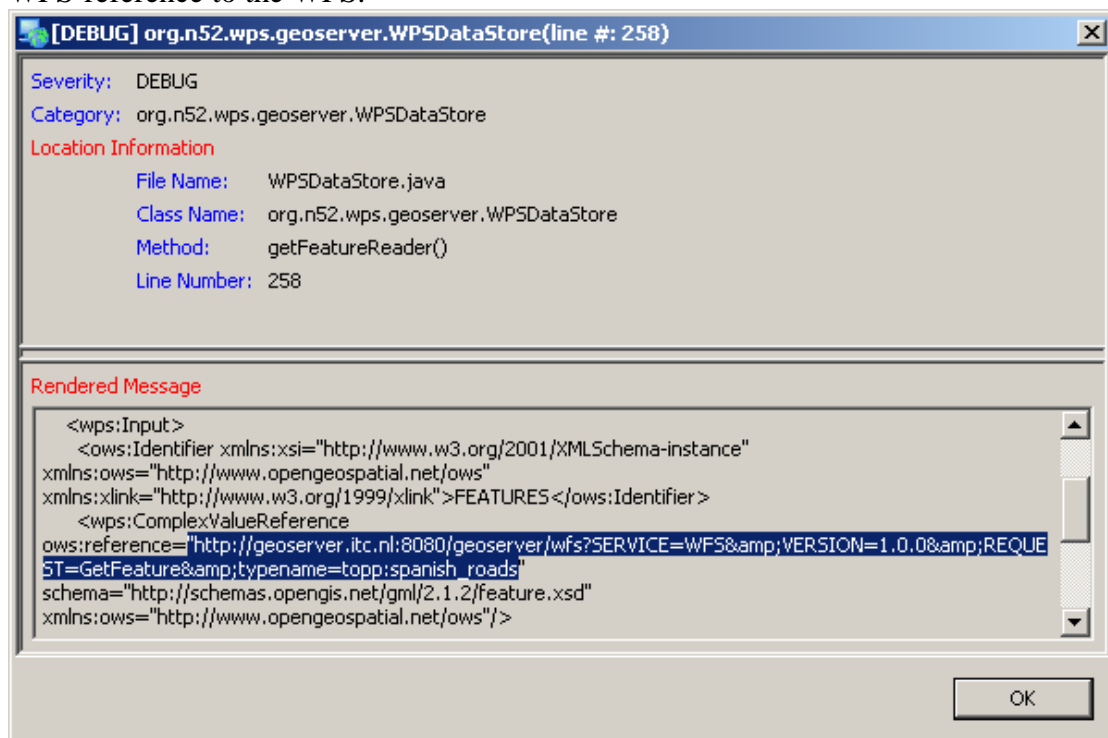 WFS reference to the WPS.
[DEBUG] org.n52.wps.geoserver.WPSDataStore(line #: 258)
Severity: DEBUG
Category: org.n52.wps.geoserver.WPSDataStore
Location Information
File Name: WPSDataStore.java
Class Name: org.n52.wps.geoserver.WPSDataStore
Method: getFeatureReader()
Line Number: 258
Rendered Message
<wps:Input>
<ows:Identifier xmlns:xsi="http://www.w3.org/2001/XMLSchema-instance"
xmlns:ows="http://www.opengeospatial.net/ows"
xmlns:xlink="http://www.w3.org/1999/xlink">FEATURES</ows:Identifier>
<wps:ComplexValueReference
ows:reference="http://geoserver.itc.nl:8080/geoserver/wfs?SERVICE=WFS&amp;VERSION=1.0.0&amp;REQUE
ST=GetFeature&amp;typename=topp:spanish_roads"
schema="http://schemas.opengis.net/gml/2.1.2/feature.xsd"
xmlns:ows="http://www.opengeospatial.net/ows"/>
OK